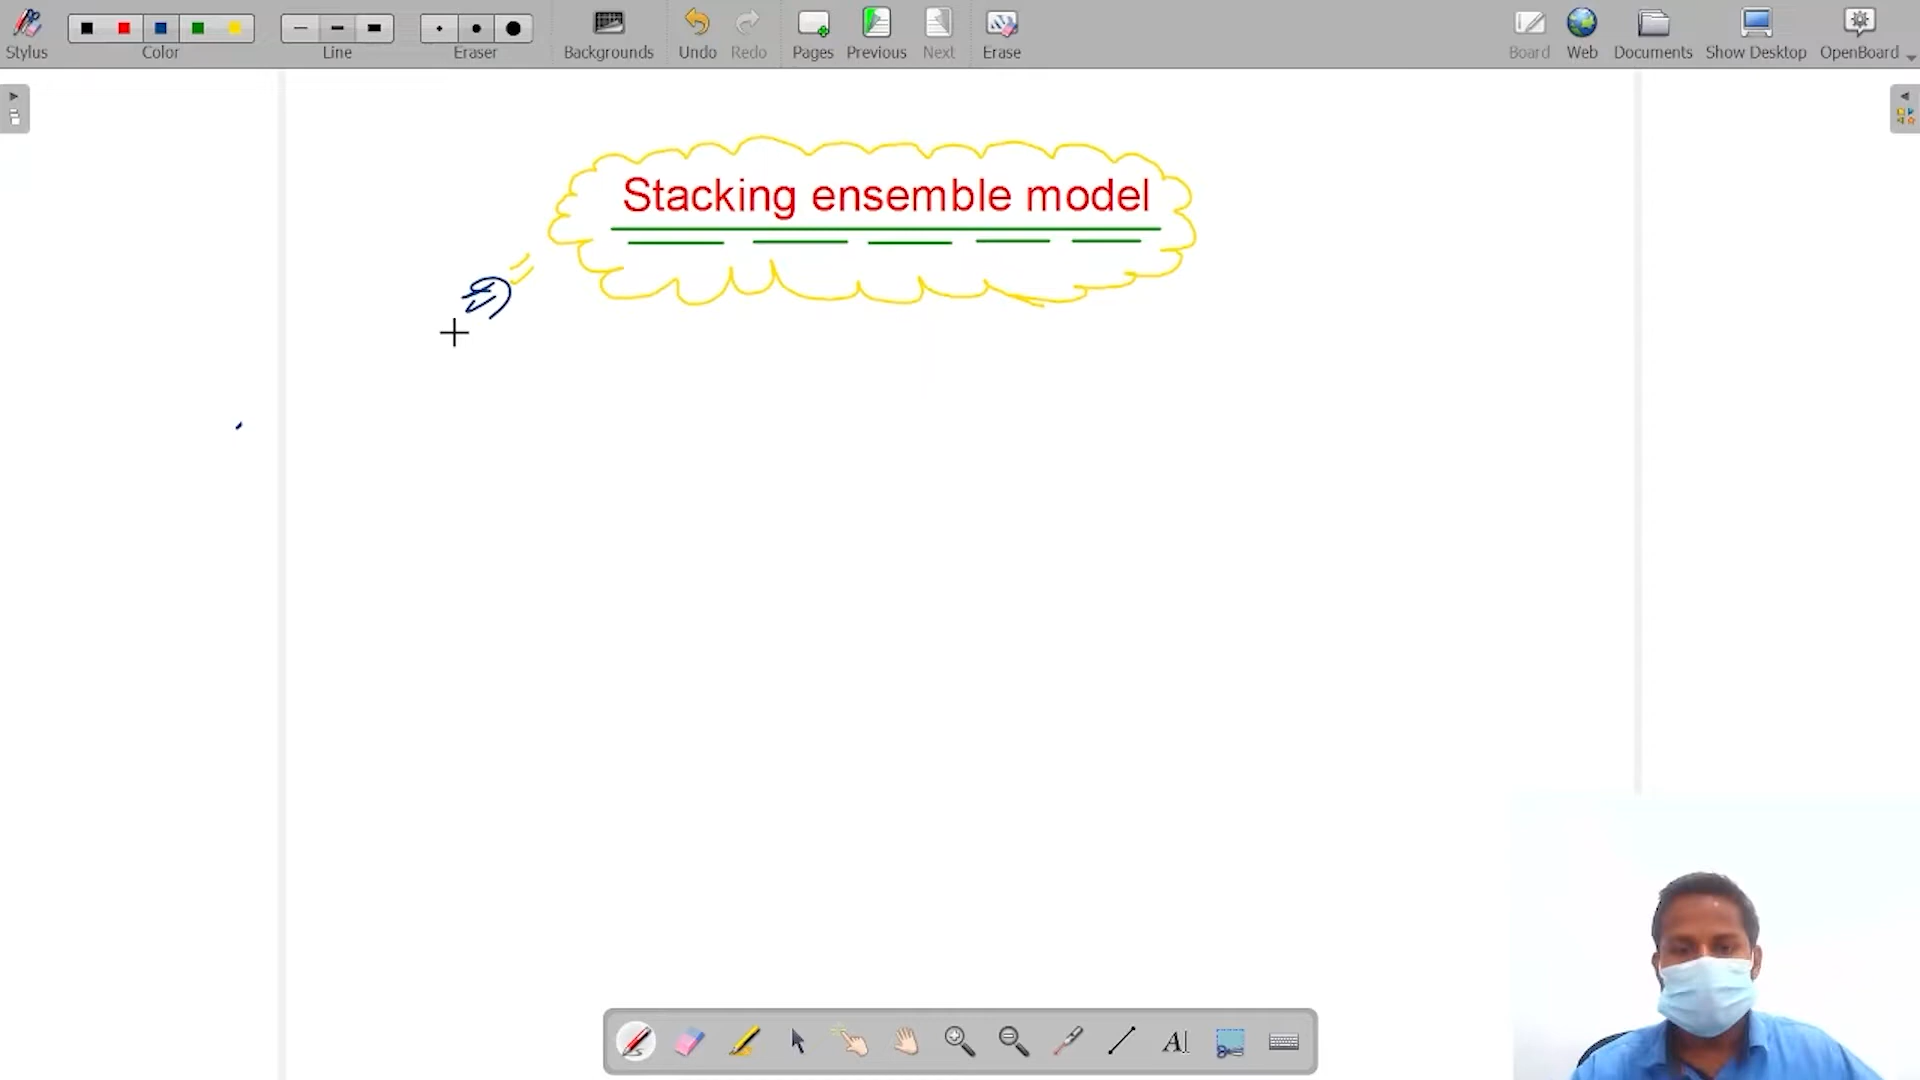 Stylus Color Line Eraser Backgrounds Undo Redo Pages Previous Next Erase Board Web Documents Show Desktop OpenBoard
Stacking ensemble model
A